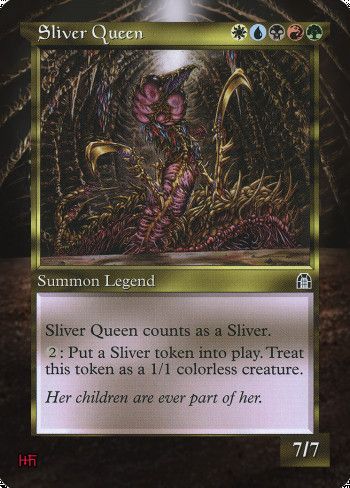 Sliver Queen
Summon Legend
Sliver Queen counts as a Sliver.
2: Put a Sliver token into play. Treat
this token as a 1/1 colorless creature.
Her children are ever part of her.
7/7